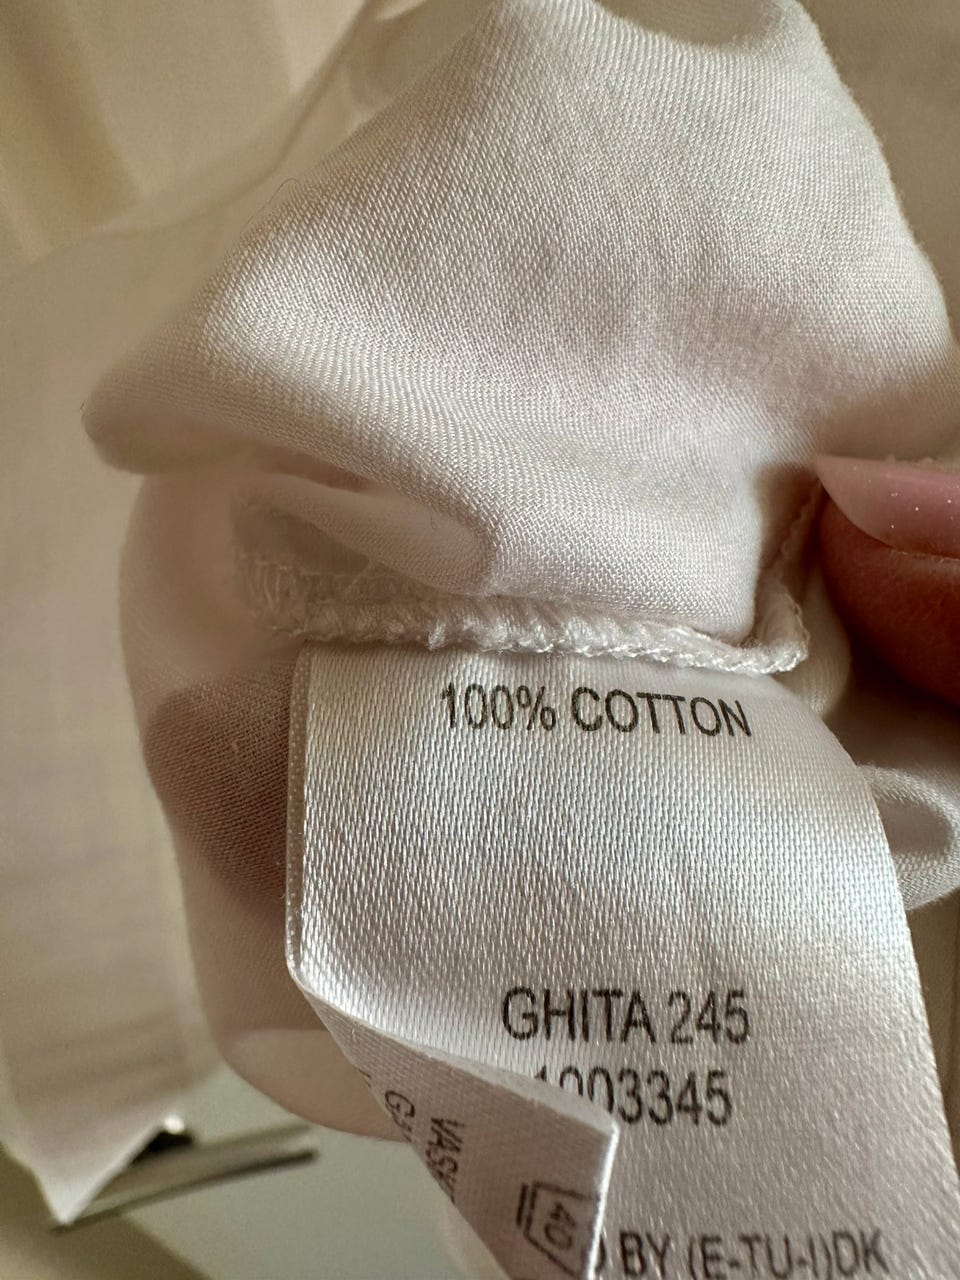 100% COTTON
GHITA 245
1003345
BY (E-TU-I)DK
40